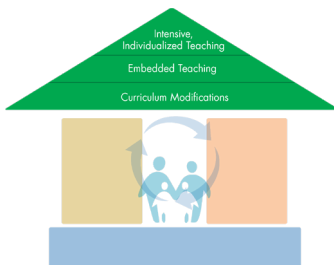 Intensive,
Individualized Teaching
Embedded Teaching
Curriculum Modifications